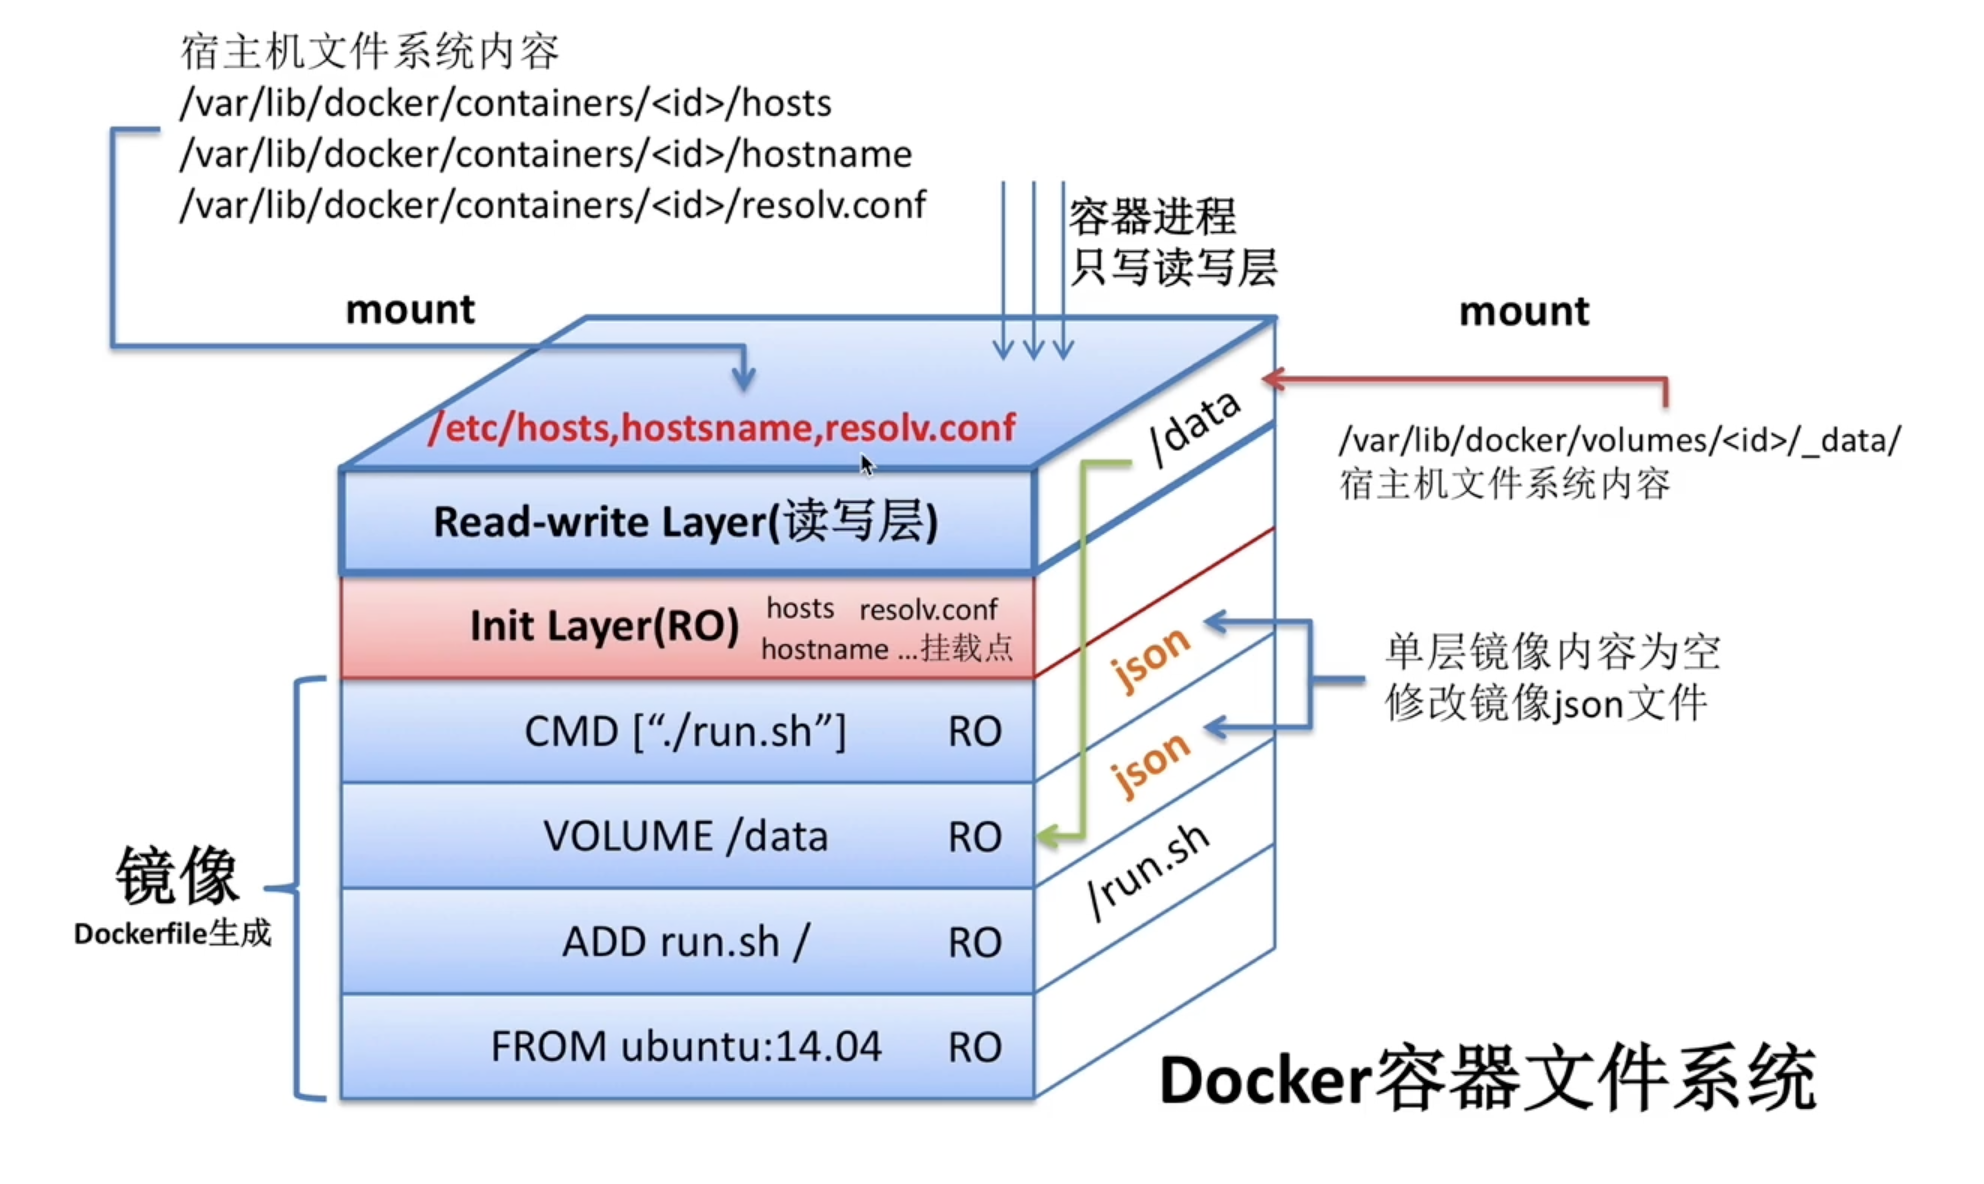 宿主机文件系统内容
/var/lib/docker/containers/<id>/hosts
/var/lib/docker/containers/<id>/hostname
/var/lib/docker/containers/<id>/resolv.conf
容器进程
只写读写层
mount
mount
/etc/hosts,hostsname,resolv.conf
/data
/var/lib/docker/volumes/<id>/_data/
宿主机文件系统内容
Read-write Layer(读写层)
Init Layer(RO)
hosts resolv.conf
hostname ...挂载点
json
单层镜像内容为空
修改镜像json文件
CMD [“./run.sh”] RO
json
VOLUME /data RO
/run.sh
镜像
Dockerfile生成
ADD run.sh / RO
FROM ubuntu:14.04 RO
Docker容器文件系统